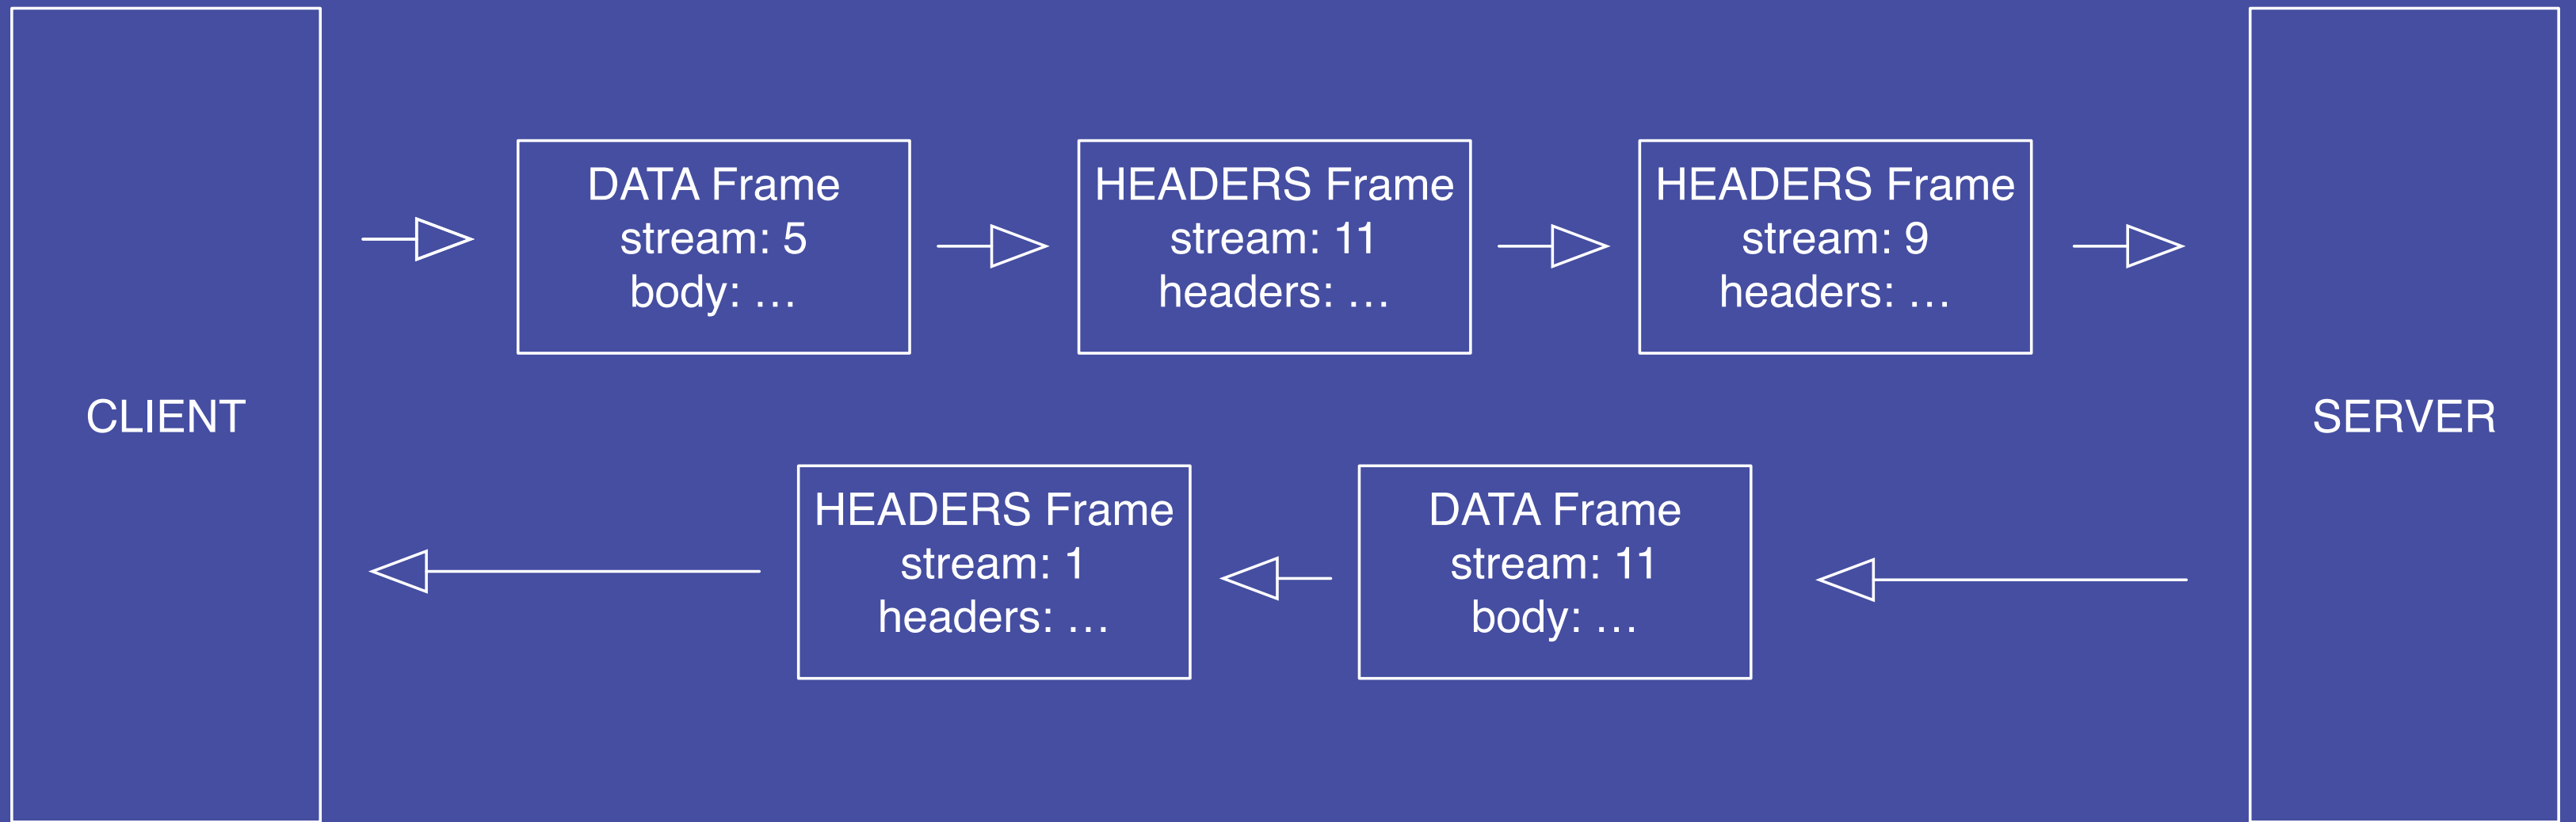 CLIENT
DATA Frame
stream: 5
body: …
HEADERS Frame
stream: 11
headers: …
HEADERS Frame
stream: 9
headers: …
HEADERS Frame
stream: 1
headers: …
DATA Frame
stream: 11
body: …
SERVER